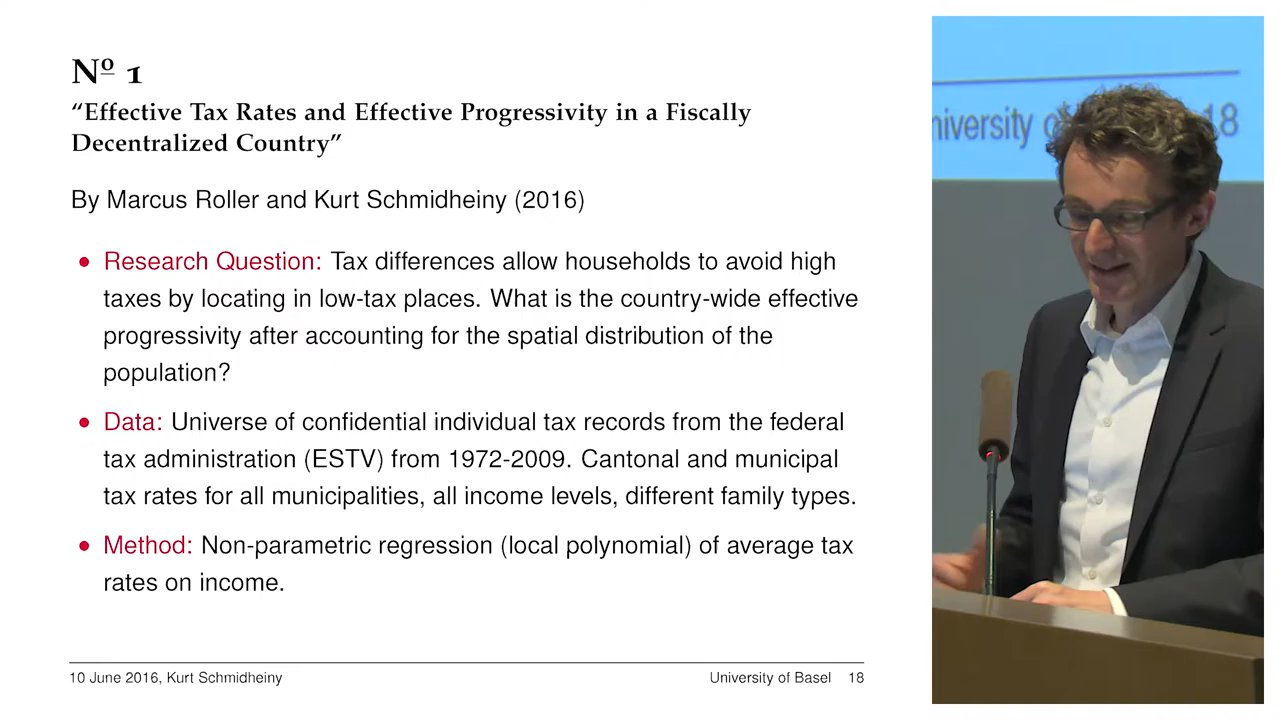 Nº 1
“Effective Tax Rates and Effective Progressivity in a Fiscally
Decentralized Country”
By Marcus Roller and Kurt Schmidheiny (2016)
• Research Question: Tax differences allow households to avoid high
taxes by locating in low-tax places. What is the country-wide effective
progressivity after accounting for the spatial distribution of the
population?
• Data: Universe of confidential individual tax records from the federal
tax administration (ESTV) from 1972-2009. Cantonal and municipal
tax rates for all municipalities, all income levels, different family types.
• Method: Non-parametric regression (local polynomial) of average tax
rates on income.
10 June 2016, Kurt Schmidheiny
University of Basel 18
18